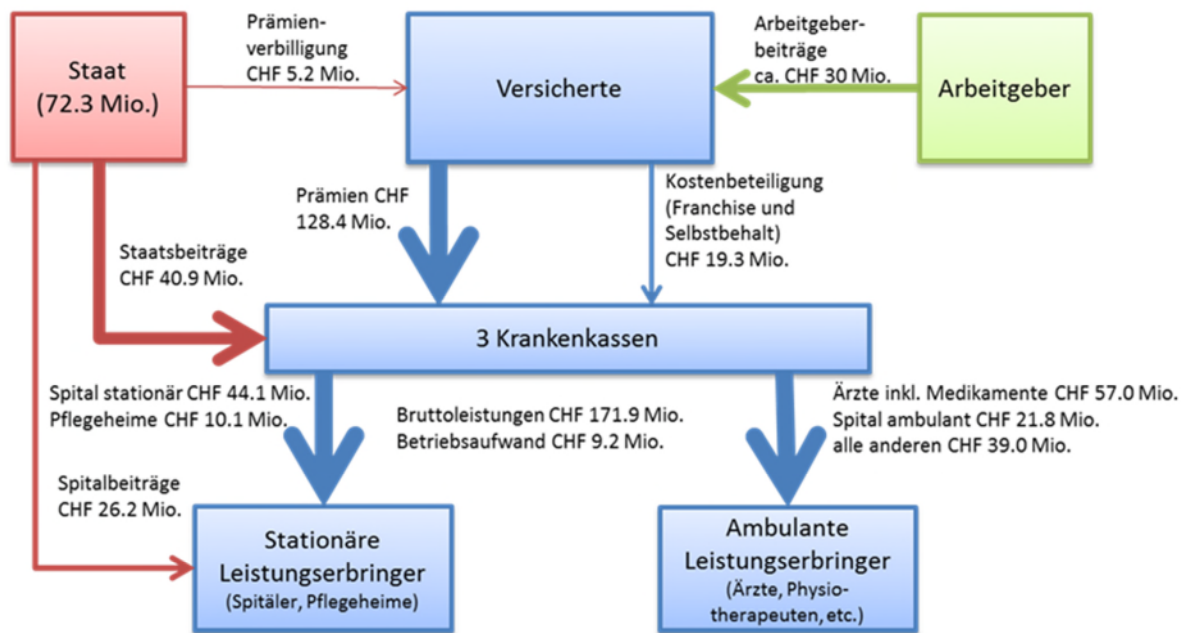 Staat
(72.3 Mio.)
Prämien-
verbilligung
CHF 5.2 Mio.
Versicherte
Arbeitgeber-
beiträge
ca. CHF 30 Mio.
Arbeitgeber
Prämien CHF
128.4 Mio.
Kostenbeteiligung
(Franchise und
Selbstbehalt)
CHF 19.3 Mio.
Staatsbeiträge
CHF 40.9 Mio.
3 Krankenkassen
Spital stationär CHF 44.1 Mio.
Pflegeheime CHF 10.1 Mio.
Bruttoleistungen CHF 171.9 Mio.
Betriebsaufwand CHF 9.2 Mio.
Ärzte inkl. Medikamente CHF 57.0 Mio.
Spital ambulant CHF 21.8 Mio.
alle anderen CHF 39.0 Mio.
Spitalbeiträge
CHF 26.2 Mio.
Stationäre
Leistungserbringer
(Spitäler, Pflegeheime)
Ambulante
Leistungserbringer
(Ärzte, Physio-
therapeuten, etc.)